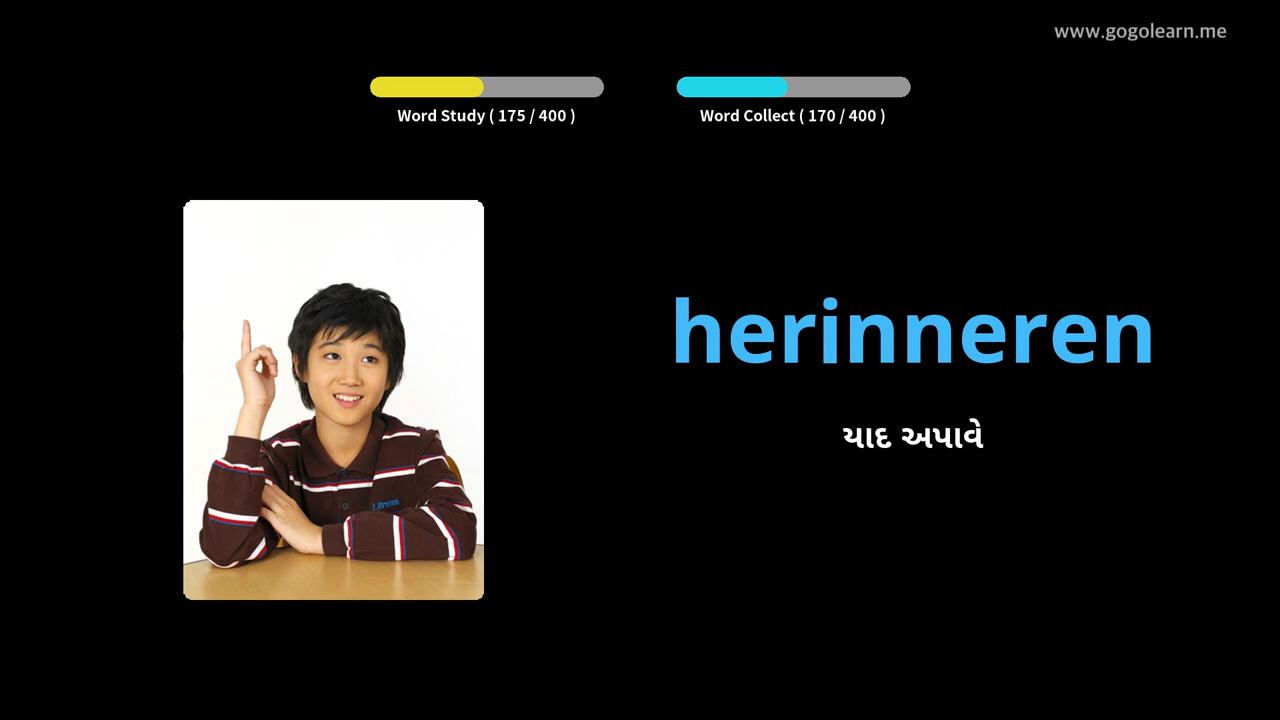 www.gogolearn.me
Word Study ( 175 / 400 )
Word Collect ( 170 / 400 )
herinneren
યાદ અપાવે